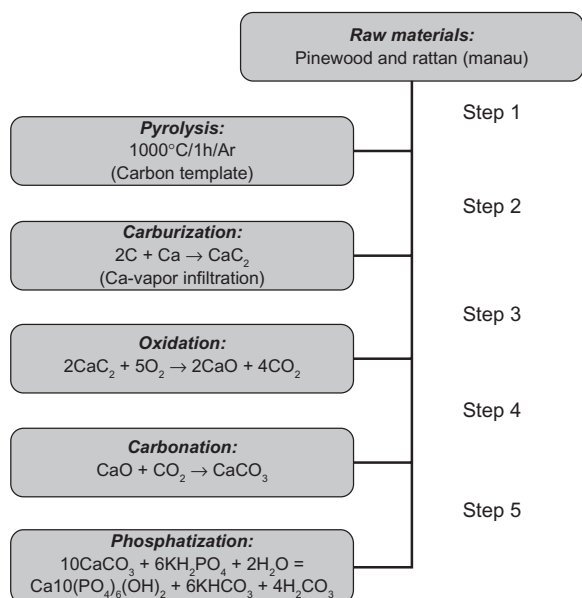 Raw materials:
Pinewood and rattan (manau)
Step 1
Pyrolysis:
1000°C/1h/Ar
(Carbon template)
Step 2
Carburization:
2C + Ca → CaC₂
(Ca-vapor infiltration)
Step 3
Oxidation:
2CaC₂ + 5O₂ → 2CaO + 4CO₂
Step 4
Carbonation:
CaO + CO₂ → CaCO₃
Step 5
Phosphatization:
10CaCO₃ + 6KH₂PO₄ + 2H₂O =
Ca10(PO₄)₆(OH)₂ + 6KHCO₃ + 4H₂CO₃